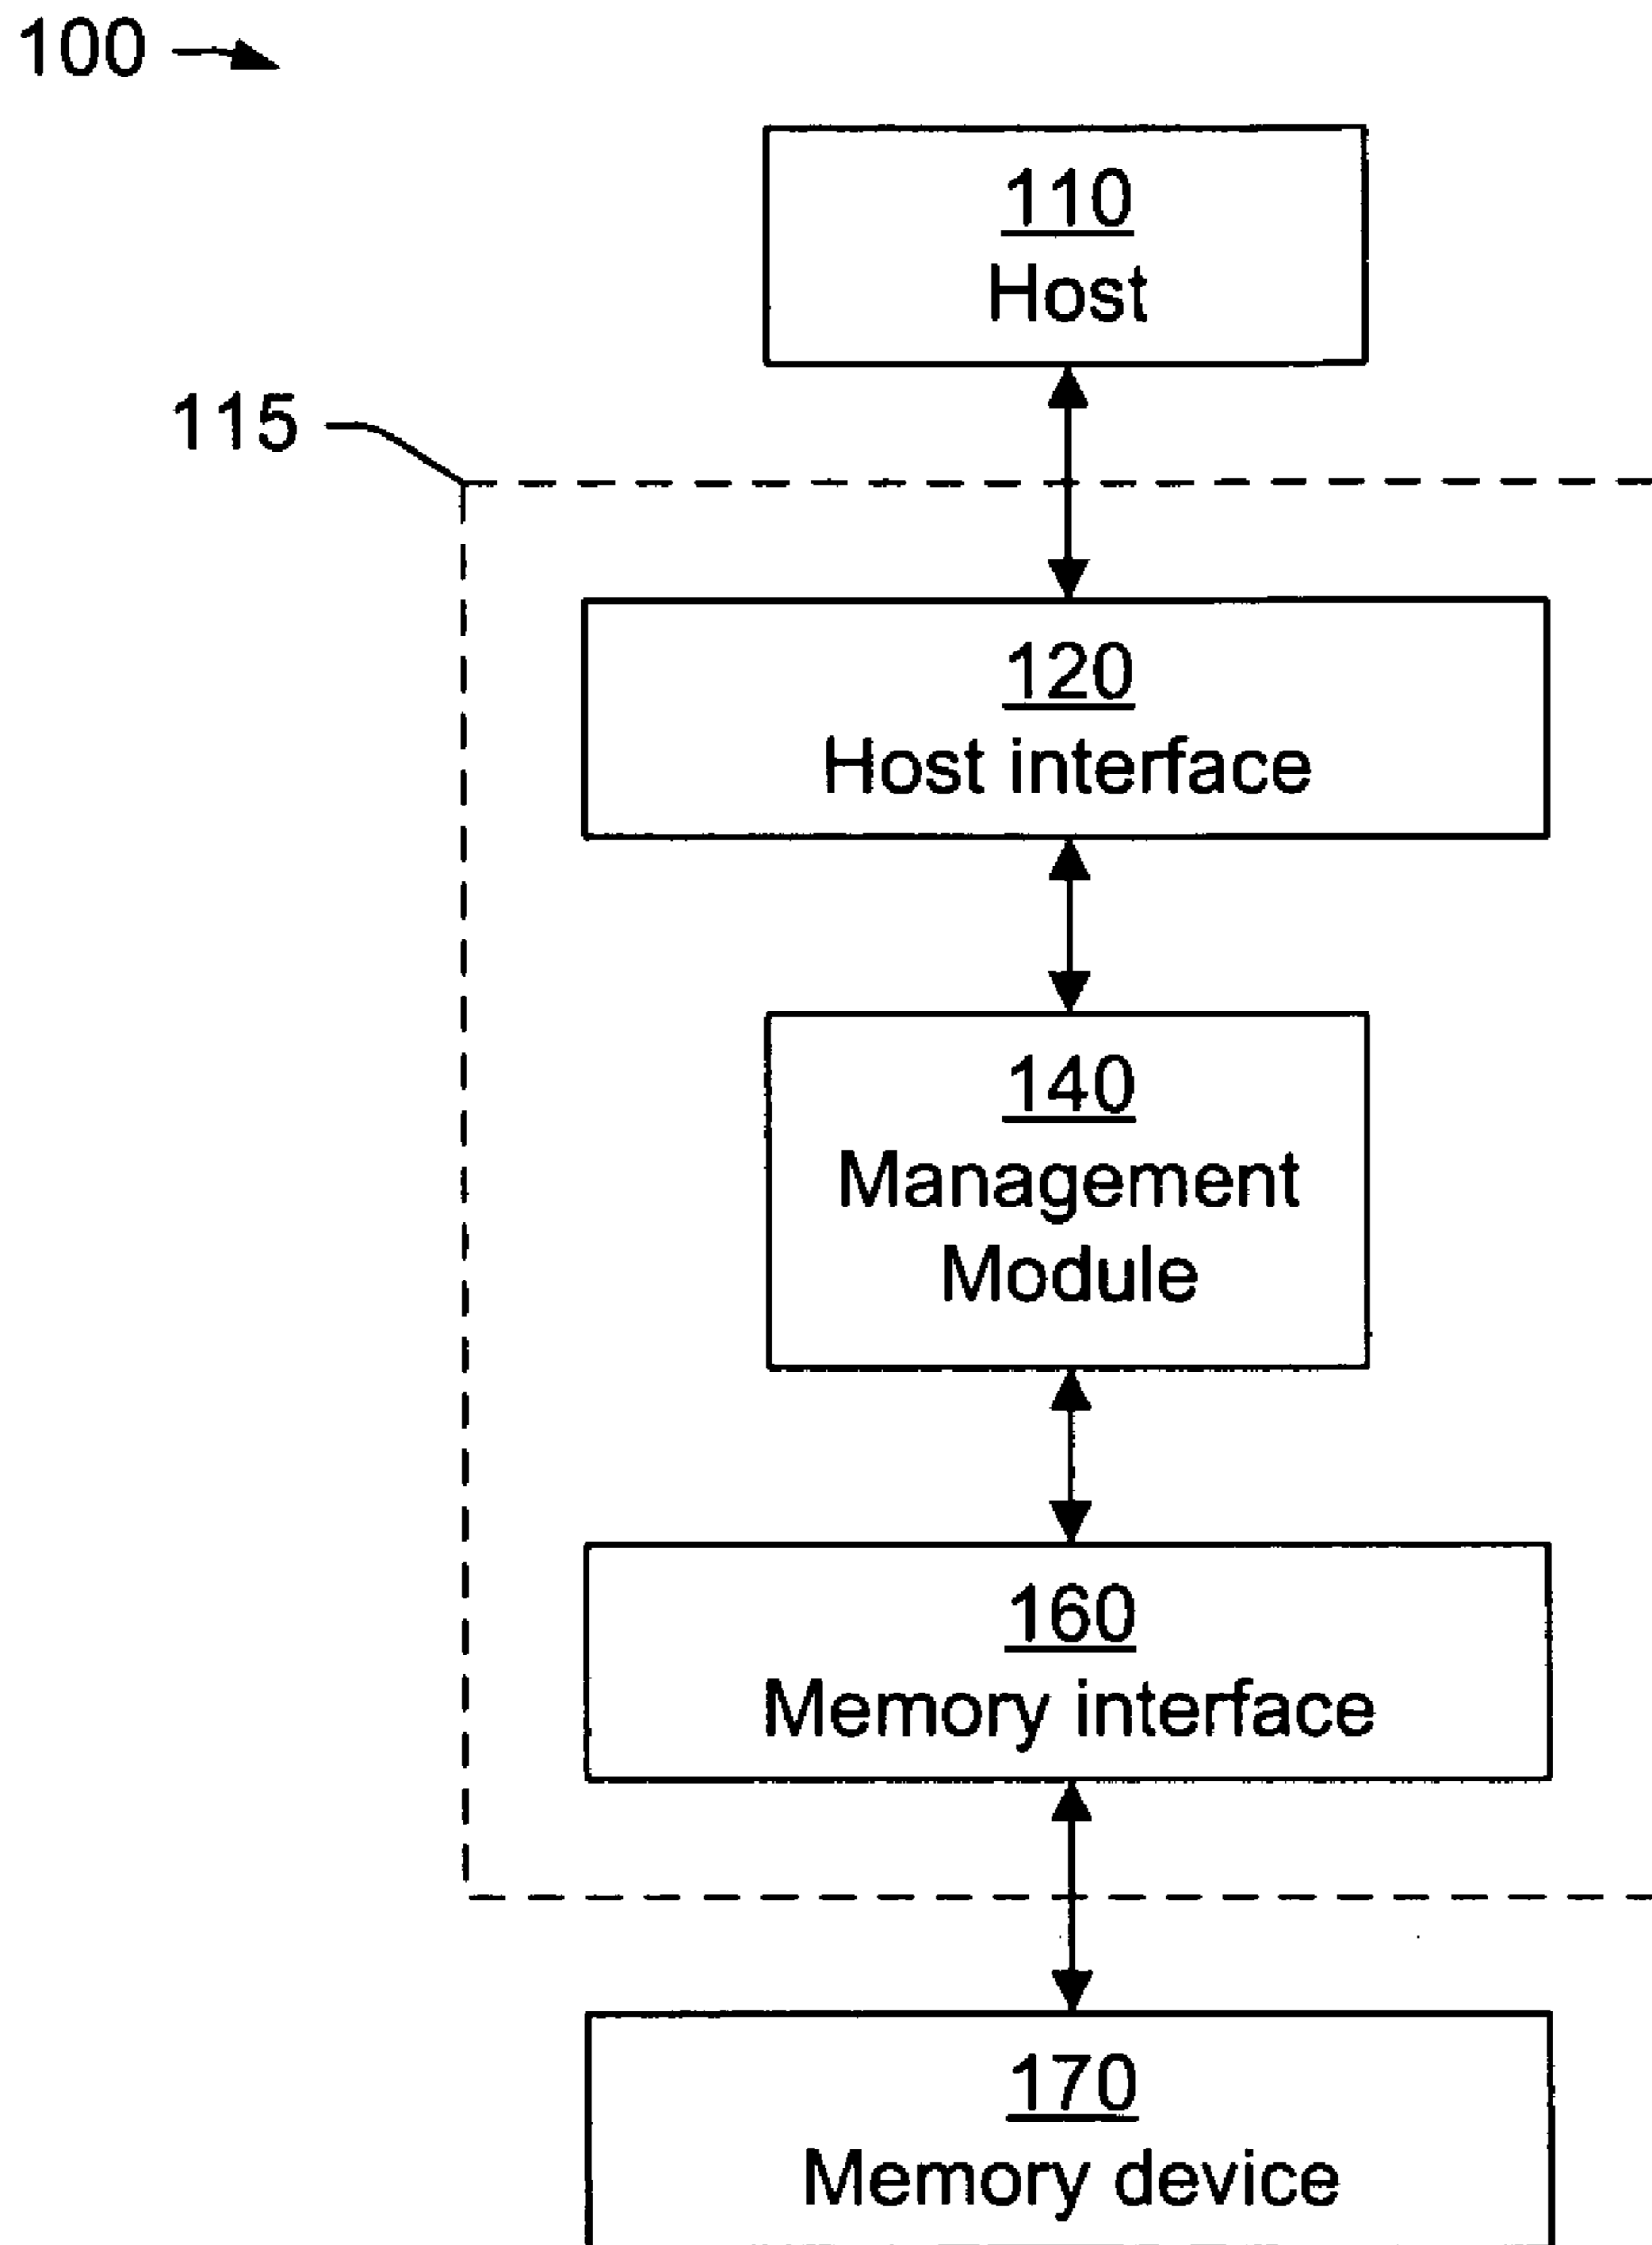 100
110
Host
115
120
Host interface
140
Management
Module
160
Memory interface
170
Memory device